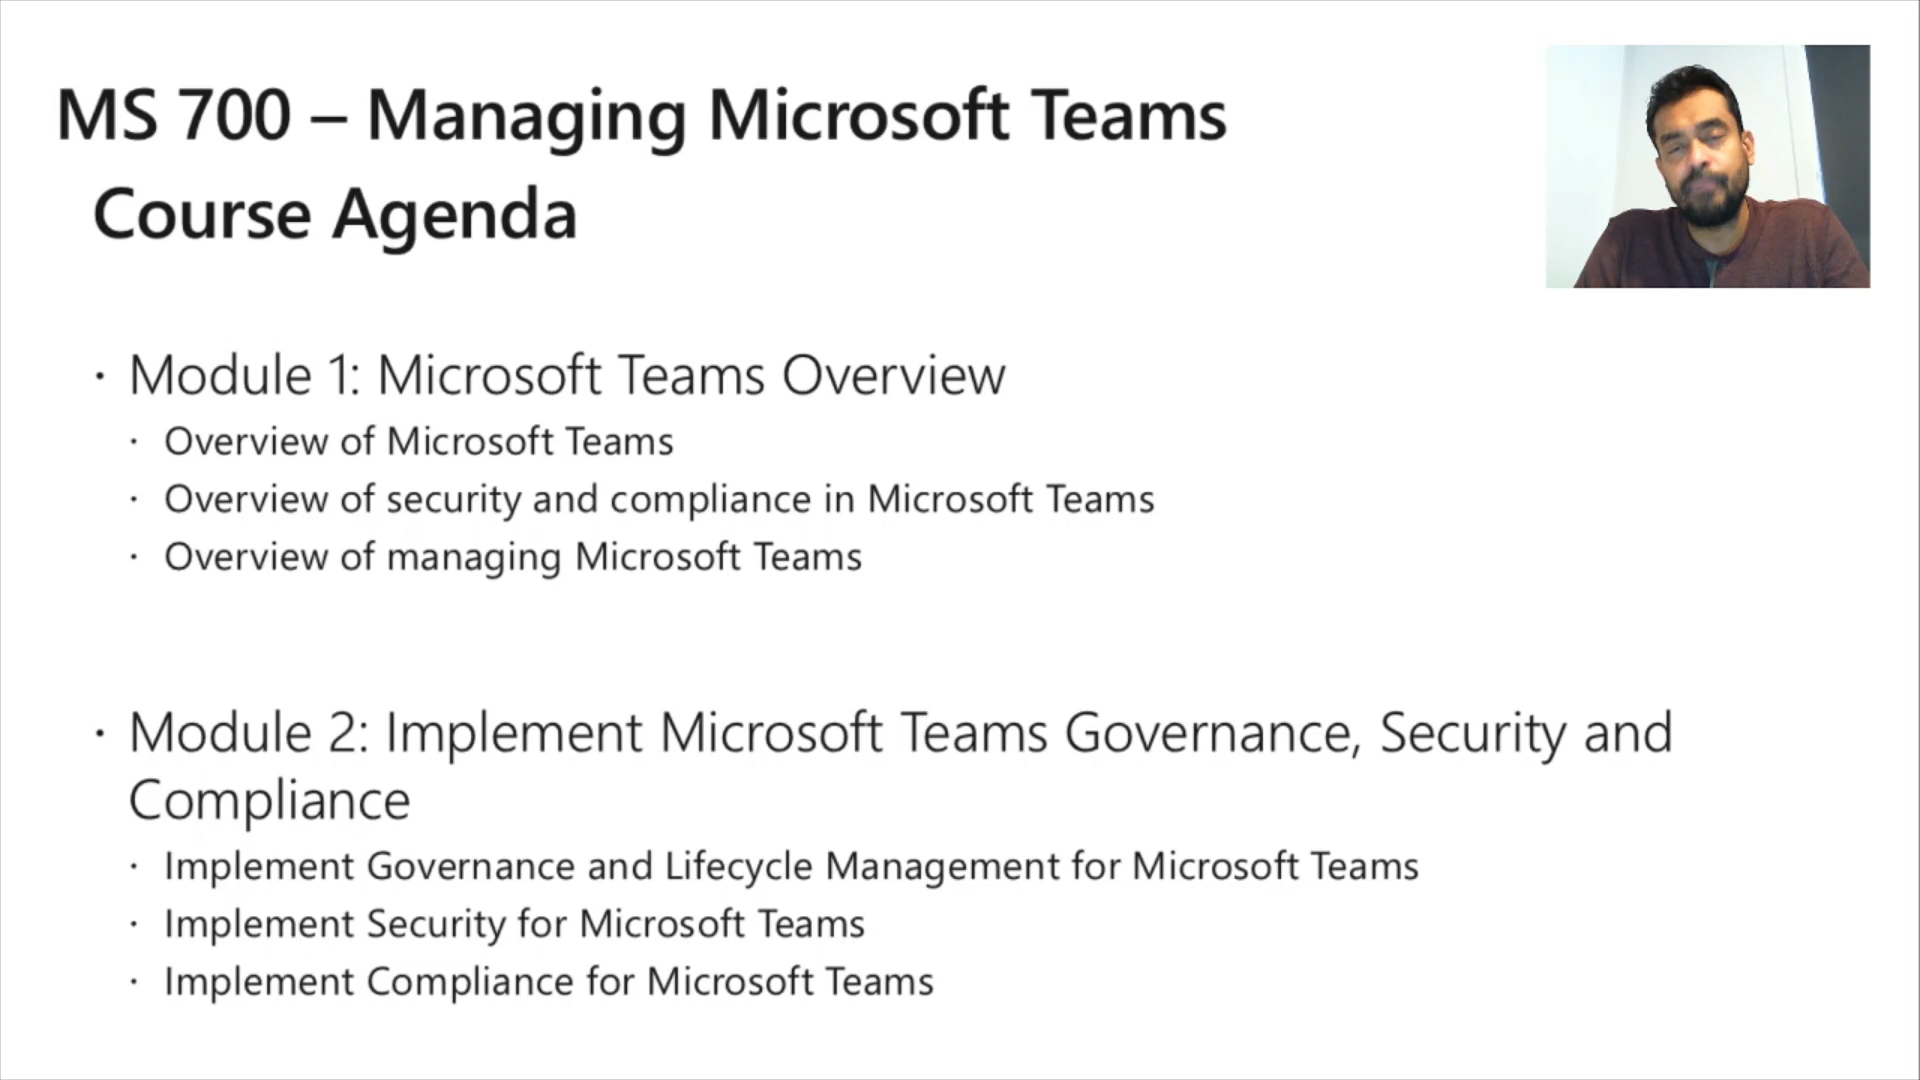 MS 700 – Managing Microsoft Teams
Course Agenda
· Module 1: Microsoft Teams Overview
· Overview of Microsoft Teams
· Overview of security and compliance in Microsoft Teams
· Overview of managing Microsoft Teams
· Module 2: Implement Microsoft Teams Governance, Security and
Compliance
· Implement Governance and Lifecycle Management for Microsoft Teams
· Implement Security for Microsoft Teams
· Implement Compliance for Microsoft Teams